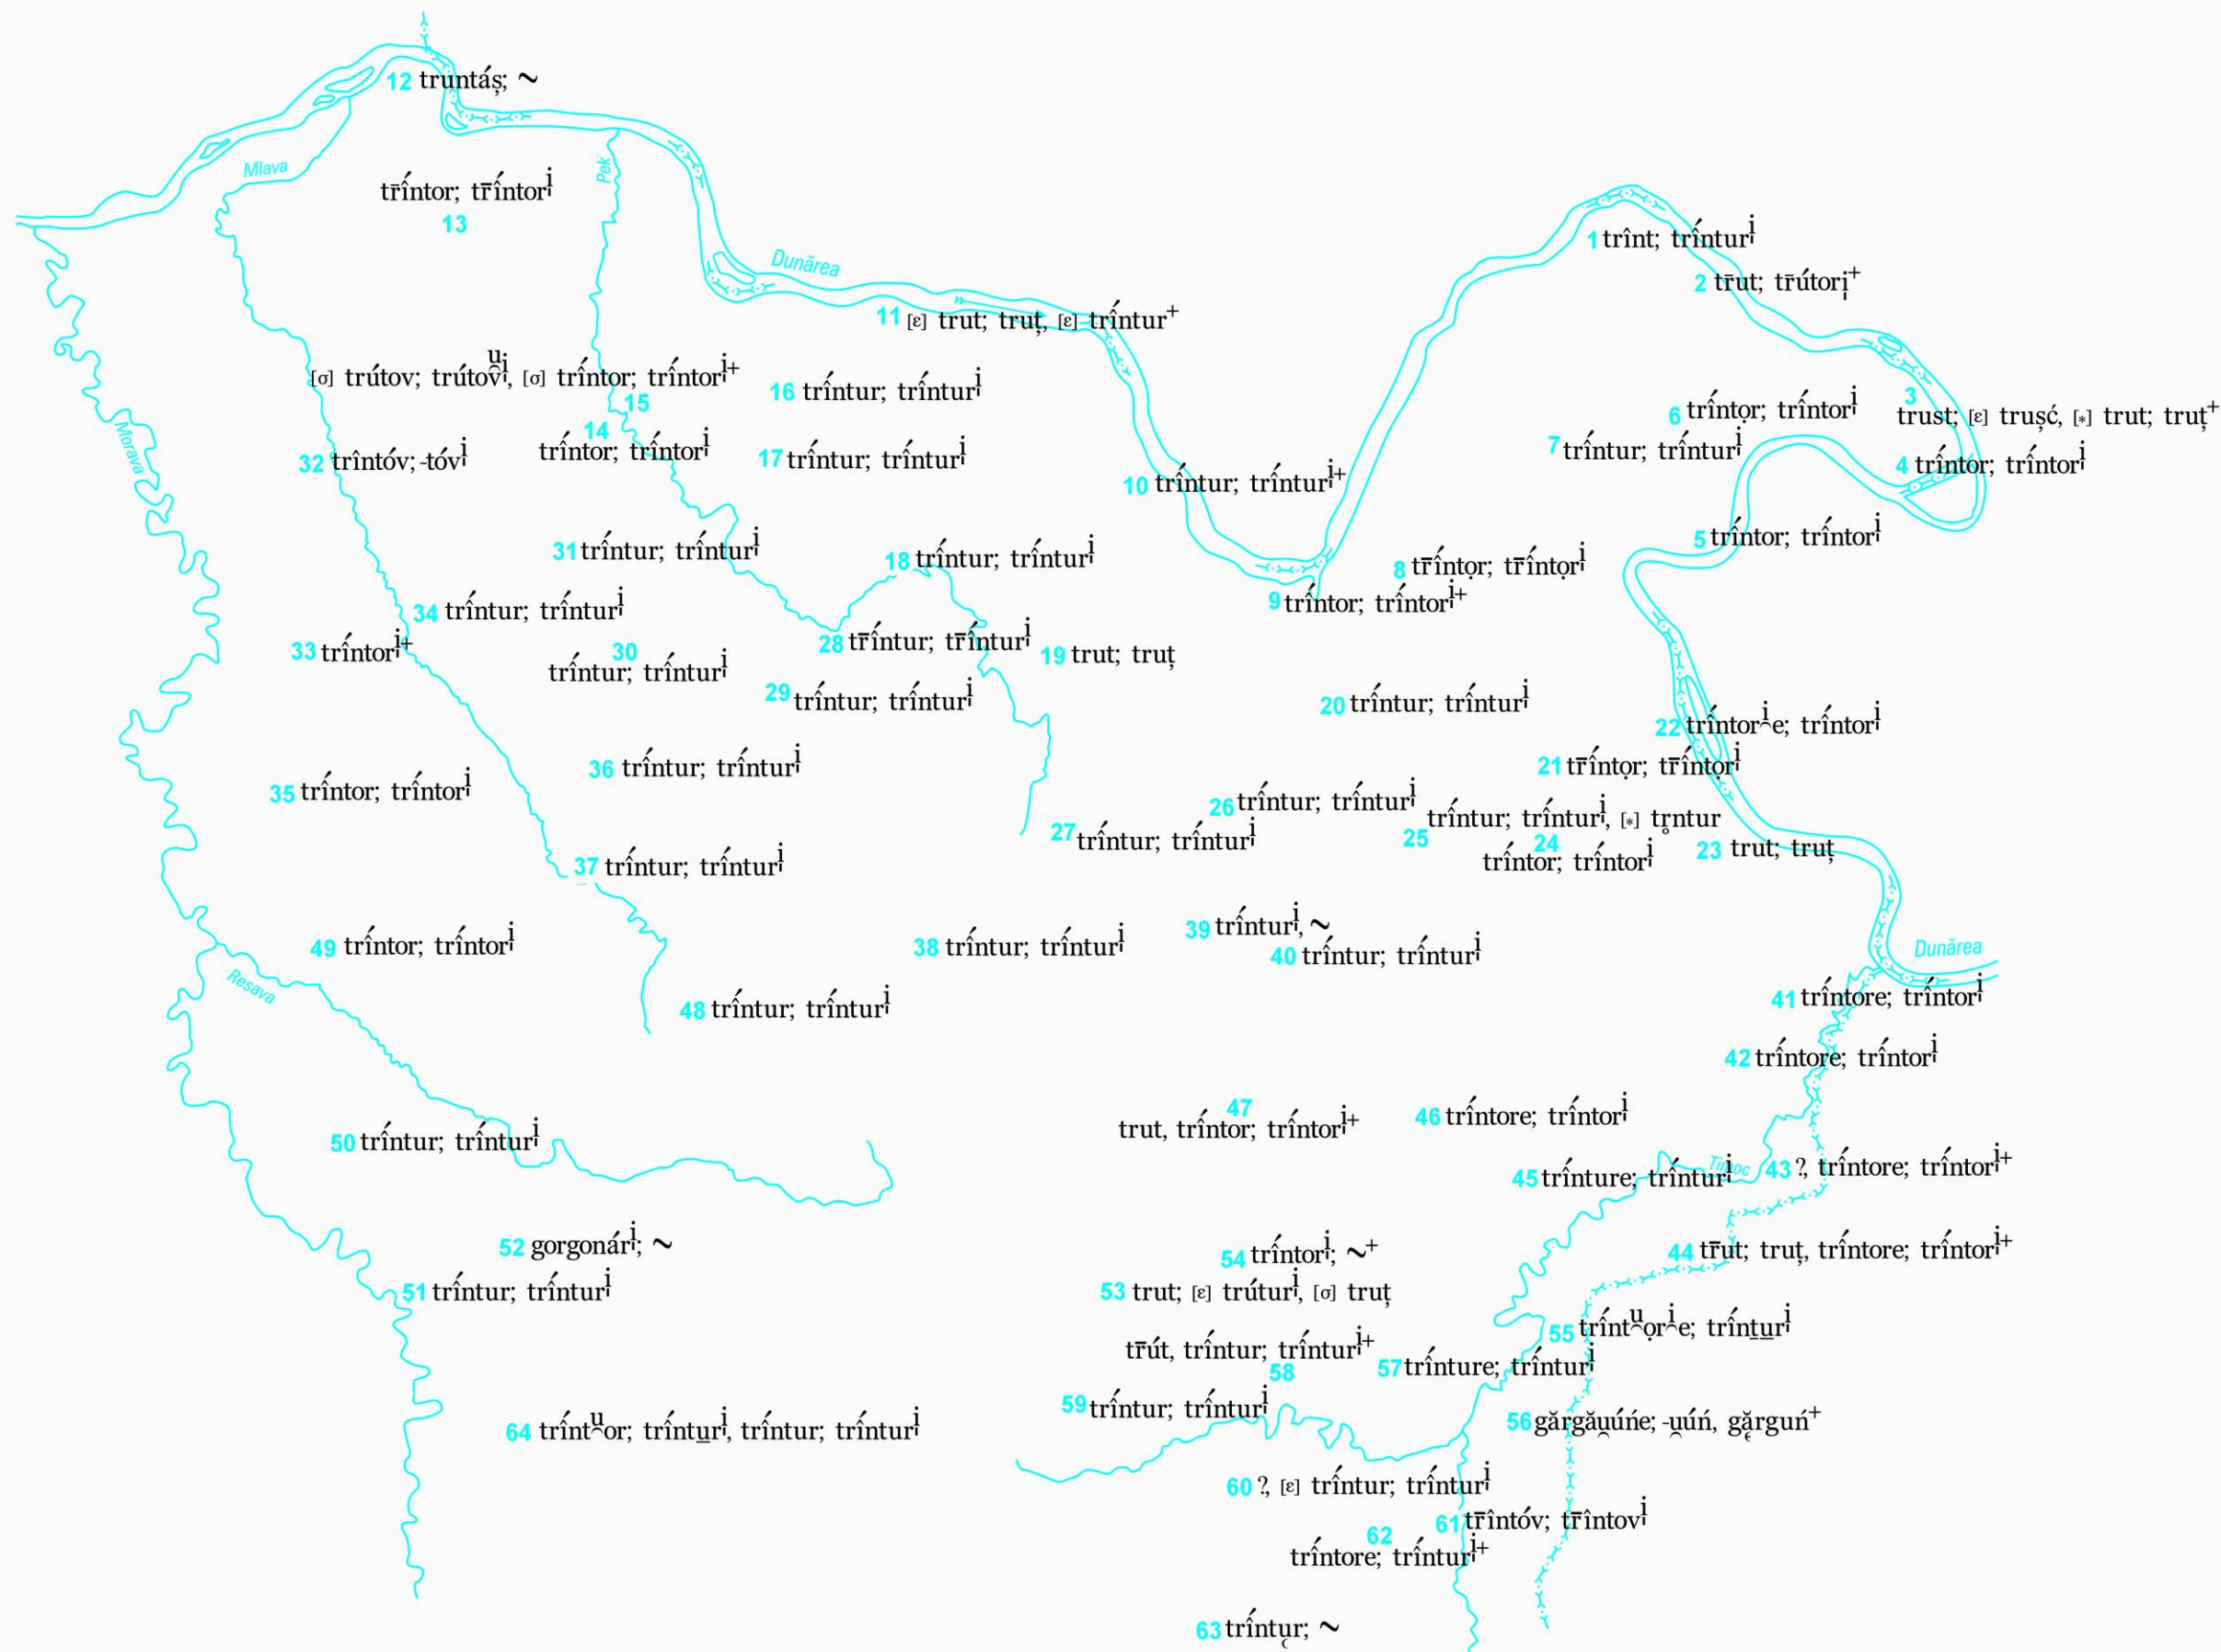 12 truntáș; ~
Mlava
Pek
tr̄î́ntor; tr̄î́ntorⁱ
13
1 trînt; trî́nturⁱ
Dunărea
2 tr̄ut; tr̄útori̯⁺
11 [ε] trut; truț, [ε] trî́ntur⁺
[σ] trútov; trútovⁱ, [σ] trî́ntor; trî́ntorⁱ⁺
15
16 trî́ntur; trî́nturⁱ
3
trust; [ε] trușć, [*] trut; truț⁺
6 trî́ntọr; trî́ntorⁱ
Morava
14
trî́ntor; trî́ntorⁱ
7 trî́ntur; trî́nturⁱ
32 trîntóv; -tóvⁱ
17 trî́ntur; trî́nturⁱ
4 trî́ntor; trî́ntorⁱ
10 trî́ntur; trî́nturⁱ⁺
5 trî́ntor; trî́ntorⁱ
31 trî́ntur; trî́nturⁱ
18 trî́ntur; trî́nturⁱ
8 tr̄î́ntọr; tr̄î́ntọrⁱ
34 trî́ntur; trî́nturⁱ
9 trî́ntor; trî́ntorⁱ⁺
33 trî́ntorⁱ⁺
30
trî́ntur; trî́nturⁱ
28 tr̄î́ntur; tr̄î́nturⁱ
19 trut; truț
29 trî́ntur; trî́nturⁱ
20 trî́ntur; trî́nturⁱ
22 trî́ntorⁱ̯e; trî́ntorⁱ
36 trî́ntur; trî́nturⁱ
21 tr̄î́ntọr; tr̄î́ntọrⁱ
35 trî́ntor; trî́ntorⁱ
26 trî́ntur; trî́nturⁱ
27 trî́ntur; trî́nturⁱ
25 trî́ntur; trî́nturⁱ, [*] tr̥ntur
24
trî́ntor; trî́ntorⁱ
23 trut; truț
37 trî́ntur; trî́nturⁱ
39 trî́nturⁱ, ~
49 trî́ntor; trî́ntorⁱ
38 trî́ntur; trî́nturⁱ
40 trî́ntur; trî́nturⁱ
Dunărea
Resava
48 trî́ntur; trî́nturⁱ
41 trî́ntore; trî́ntorⁱ
42 trî́ntore; trî́ntorⁱ
47
trut, trî́ntor; trî́ntorⁱ⁺
46 trî́ntore; trî́ntorⁱ
50 trî́ntur; trî́nturⁱ
Timoc
45 trî́nture; trî́nturⁱ
43 ?, trî́ntore; trî́ntorⁱ⁺
52 gorgonárⁱ; ~
54 trî́ntorⁱ; ~⁺
44 tr̄ut; truț, trî́ntore; trî́ntorⁱ⁺
51 trî́ntur; trî́nturⁱ
53 trut; [ε] trúturⁱ, [σ] truț
55 trî́ntᵘ̯ọrⁱ̯e; trî́nṯu̱rⁱ
tr̄út, trî́ntur; trî́nturⁱ⁺
58
57 trî́nture; trî́nturⁱ
59 trî́ntur; trî́nturⁱ
64 trî́ntᵘ̯or; trî́ntu̱rⁱ, trî́ntur; trî́nturⁱ
56 gărgău̯úńe; -u̯úń, gă̜rguń⁺
60 ?, [ε] trî́ntur; trî́nturⁱ
61 tr̄întóv; tr̄întovⁱ
62
trî́ntore; trî́nturⁱ⁺
63 trî́ntu̜r; ~